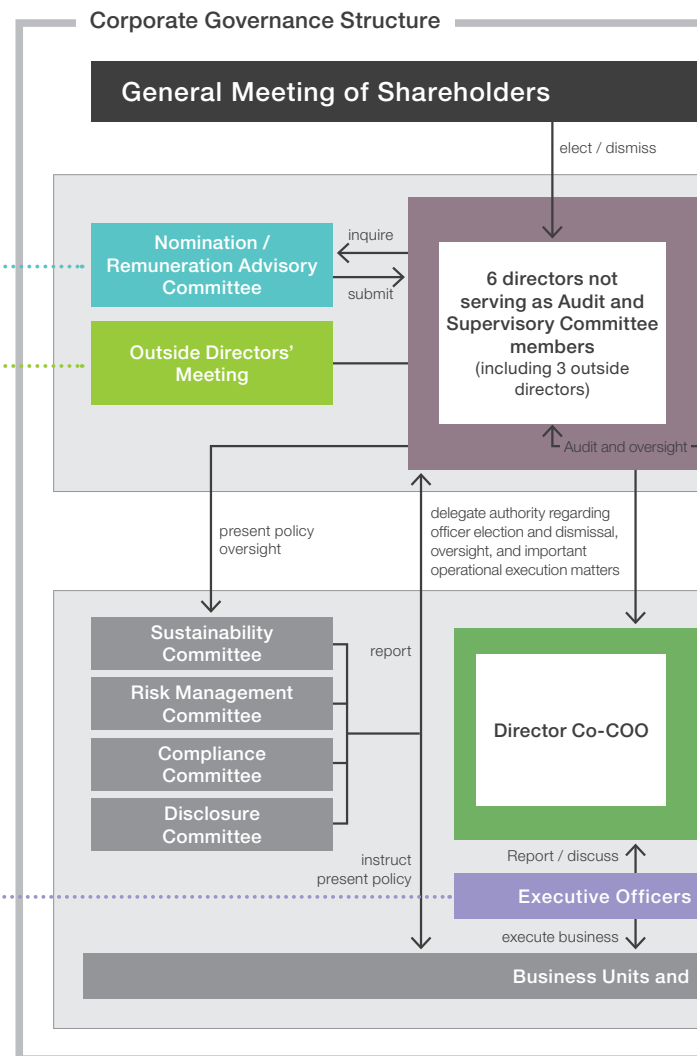 Corporate Governance Structure
General Meeting of Shareholders
elect / dismiss
Nomination /
Remuneration Advisory
Committee
inquire
submit
6 directors not
serving as Audit and
Supervisory Committee
members
(including 3 outside
directors)
Outside Directors'
Meeting
Audit and oversight
present policy
oversight
delegate authority regarding
officer election and dismissal,
oversight, and important
operational execution matters
Sustainability
Committee
report
Risk Management
Committee
Compliance
Committee
Disclosure
Committee
Director Co-COO
instruct
present policy
Report / discuss
Executive Officers
execute business
Business Units and